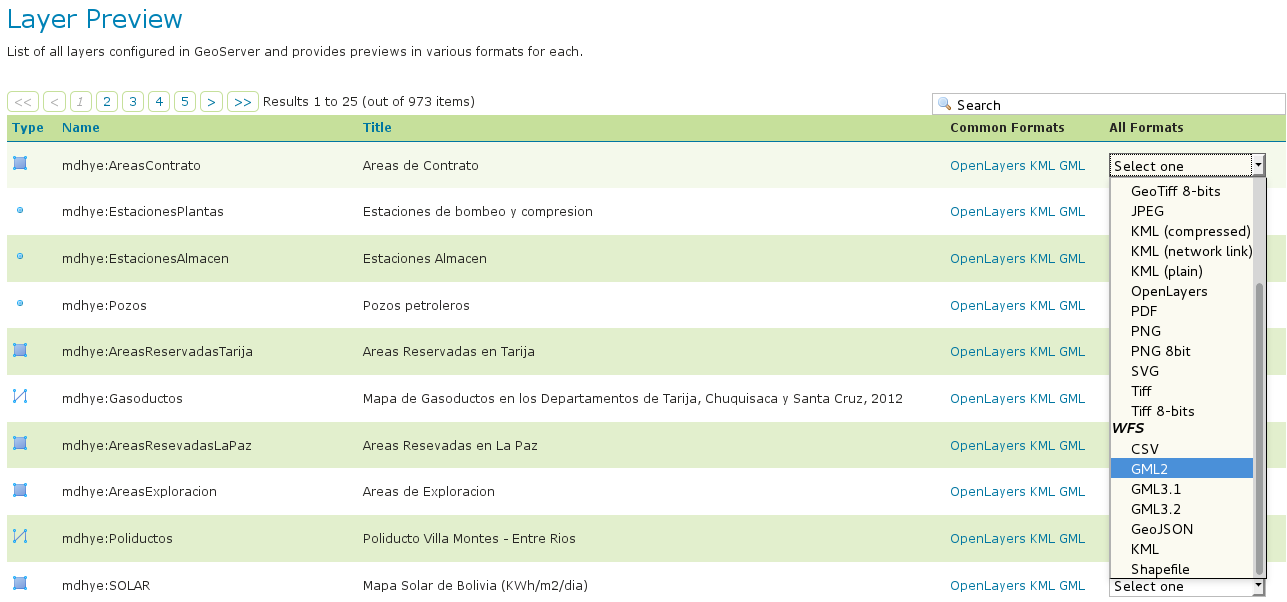 Layer Preview
List of all layers configured in GeoServer and provides previews in various formats for each.
<< < 1 2 3 4 5 > >> Results 1 to 25 (out of 973 items) Search
Type Name Title Common Formats All Formats
mdhye:AreasContrato Areas de Contrato OpenLayers KML GML Select one
mdhye:EstacionesPlantas Estaciones de bombeo y compresion OpenLayers KML GML
mdhye:EstacionesAlmacen Estaciones Almacen OpenLayers KML GML
mdhye:Pozos Pozos petroleros OpenLayers KML GML
mdhye:AreasReservadasTarija Areas Reservadas en Tarija OpenLayers KML GML
mdhye:Gasoductos Mapa de Gasoductos en los Departamentos de Tarija, Chuquisaca y Santa Cruz, 2012 OpenLayers KML GML
mdhye:AreasResevadasLaPaz Areas Resevadas en La Paz OpenLayers KML GML
mdhye:AreasExploracion Areas de Exploracion OpenLayers KML GML
mdhye:Poliductos Poliducto Villa Montes - Entre Rios OpenLayers KML GML
mdhye:SOLAR Mapa Solar de Bolivia (KWh/m2/dia) OpenLayers KML GML Select one
GeoTiff 8-bits
JPEG
KML (compressed)
KML (network link)
KML (plain)
OpenLayers
PDF
PNG
PNG 8bit
SVG
Tiff
Tiff 8-bits
WFS
CSV
GML2
GML3.1
GML3.2
GeoJSON
KML
Shapefile